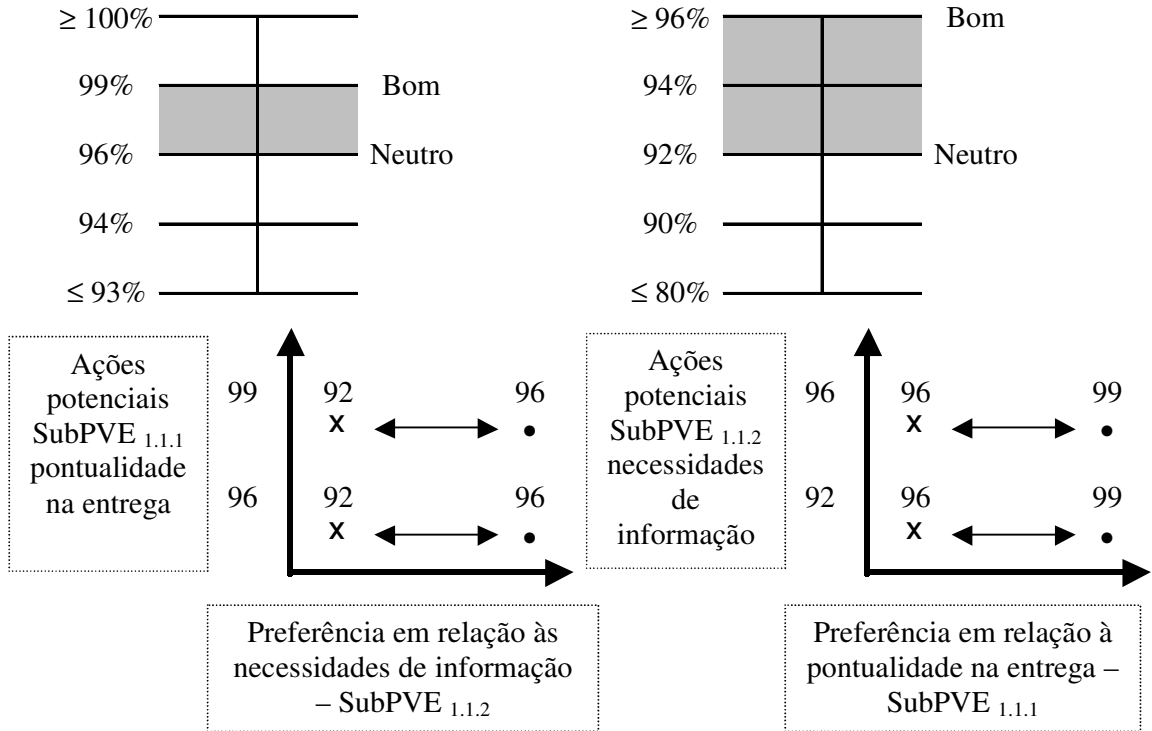 ≥ 100%
99% Bom
96% Neutro
94%
≤ 93%
≥ 96% Bom
94%
92% Neutro
90%
≤ 80%
Ações
potenciais
SubPVE 1.1.1
pontualidade
na entrega
99 92 96
x •
96 92 96
x •
Preferência em relação às
necessidades de informação
– SubPVE 1.1.2
Ações
potenciais
SubPVE 1.1.2
necessidades
de
informação
96 96 99
x •
92 96 99
x •
Preferência em relação à
pontualidade na entrega –
SubPVE 1.1.1